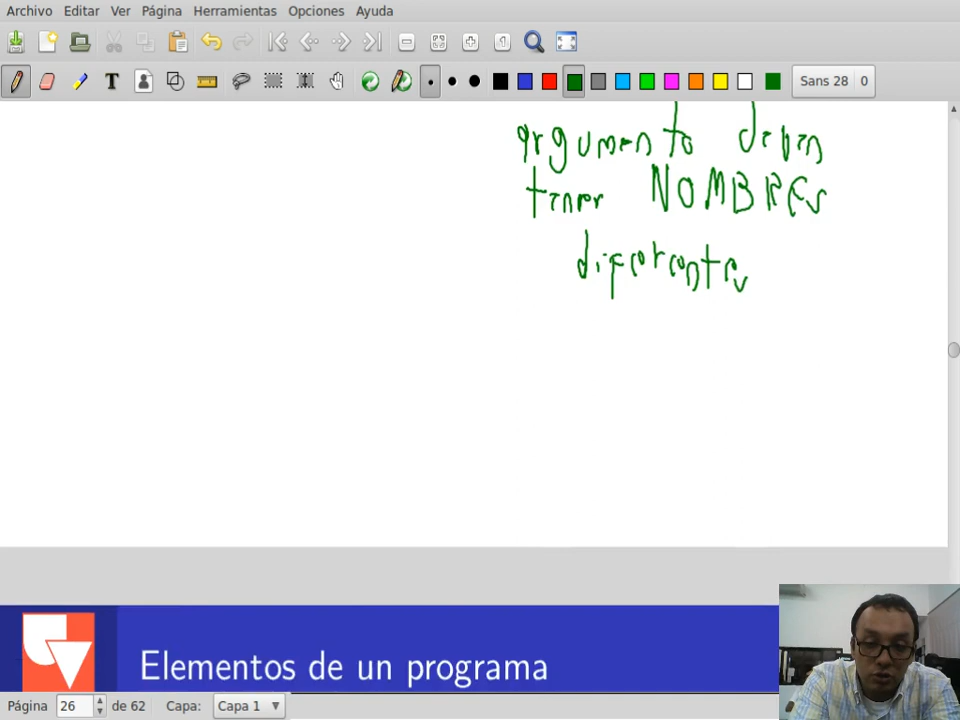 Archivo Editar Ver Página Herramientas Opciones Ayuda
Sans 28 0
argumento deben
tener NOMBRES
diferentes
Elementos de un programa
Página 26 de 62 Capa: Capa 1